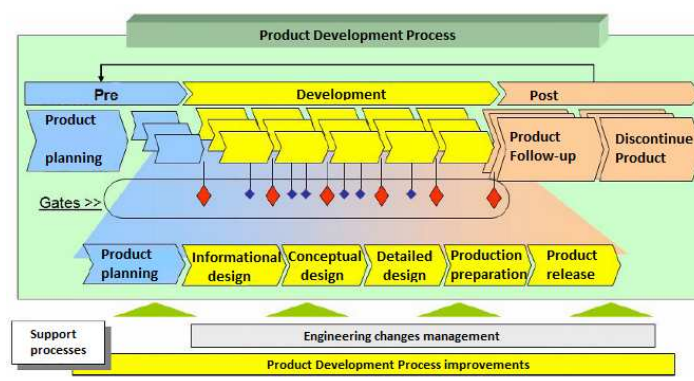 Product Development Process
Pre
Development
Post
Product
planning
Product
Follow-up
Discontinue
Product
Gates >>
Product
planning
Informational
design
Conceptual
design
Detailed
design
Production
preparation
Product
release
Support
processes
Engineering changes management
Product Development Process improvements